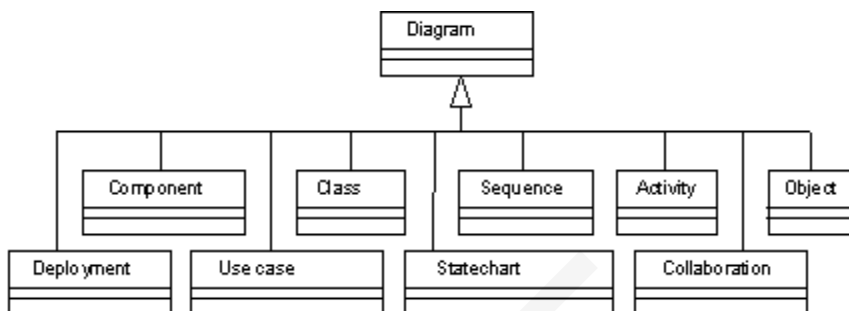 Diagram
Component Class Sequence Activity Object
Deployment Use case Statechart Collaboration